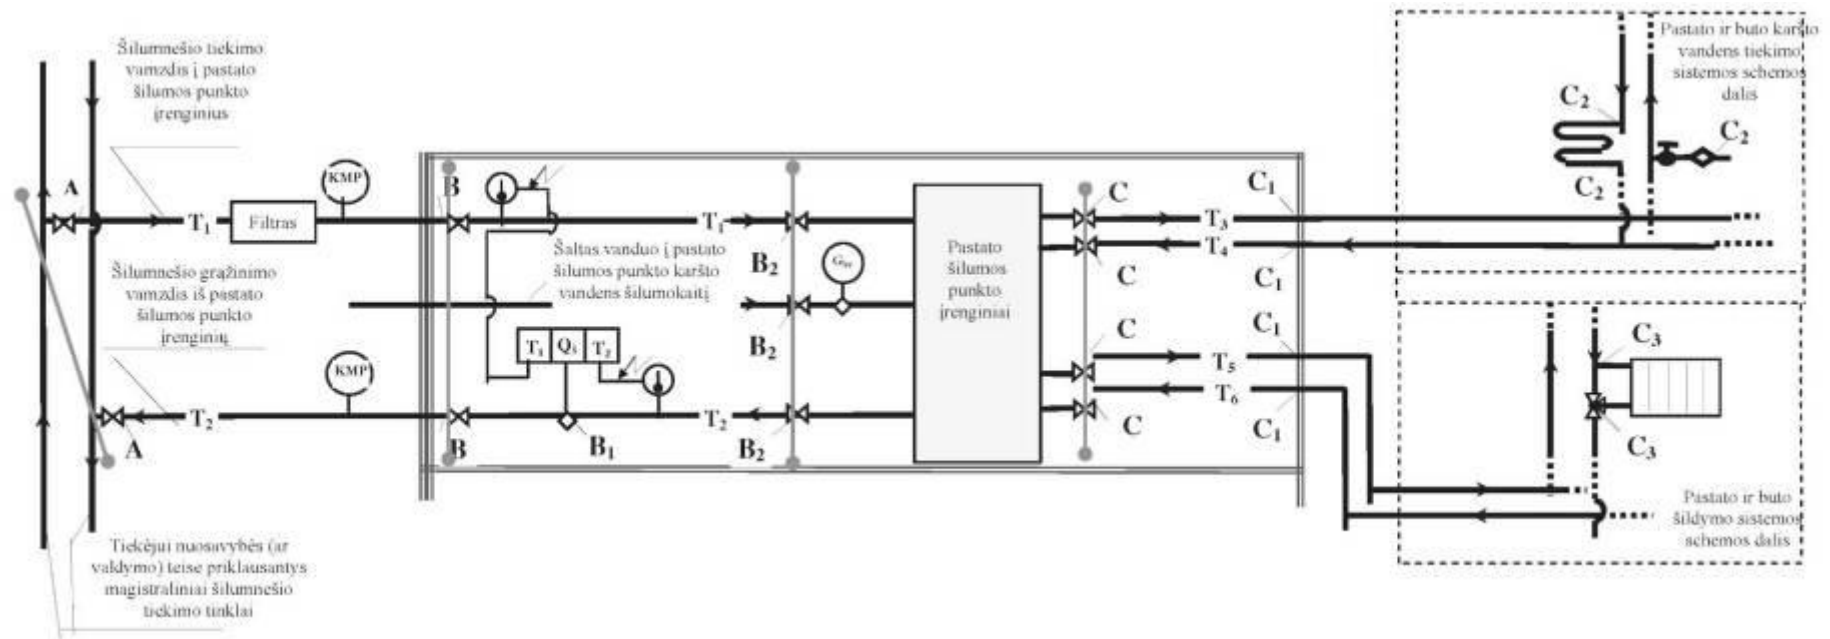 Šilumnešio tiekimo
vamzdis į pastato
šilumos punkto
įrenginius
A
T1
Filtras
KMP
B
T1
Šaltas vanduo į pastato
šilumos punkto karšto
vandens šilumokaitį
B2
B2
Šilumnešio grąžinimo
vamzdis iš pastato
šilumos punkto
įrenginių
KMP
T1 Q5 T2
T2
A
B
B1
T2
B2
Pastato
šilumos
punkto
įrenginiai
C
C
C
C
C1
T3
T4
C1
C1
T5
T6
C1
Pastato ir buto karšto
vandens tiekimo
sistemos schemos
dalis
C2
C2
C2
C3
C3
Pastato ir buto
šildymo sistemos
schemos dalis
Tiekėjui nuosavybės (ar
valdymo) teise priklausantys
magistraliniai šilumnešio
tiekimo tinklai